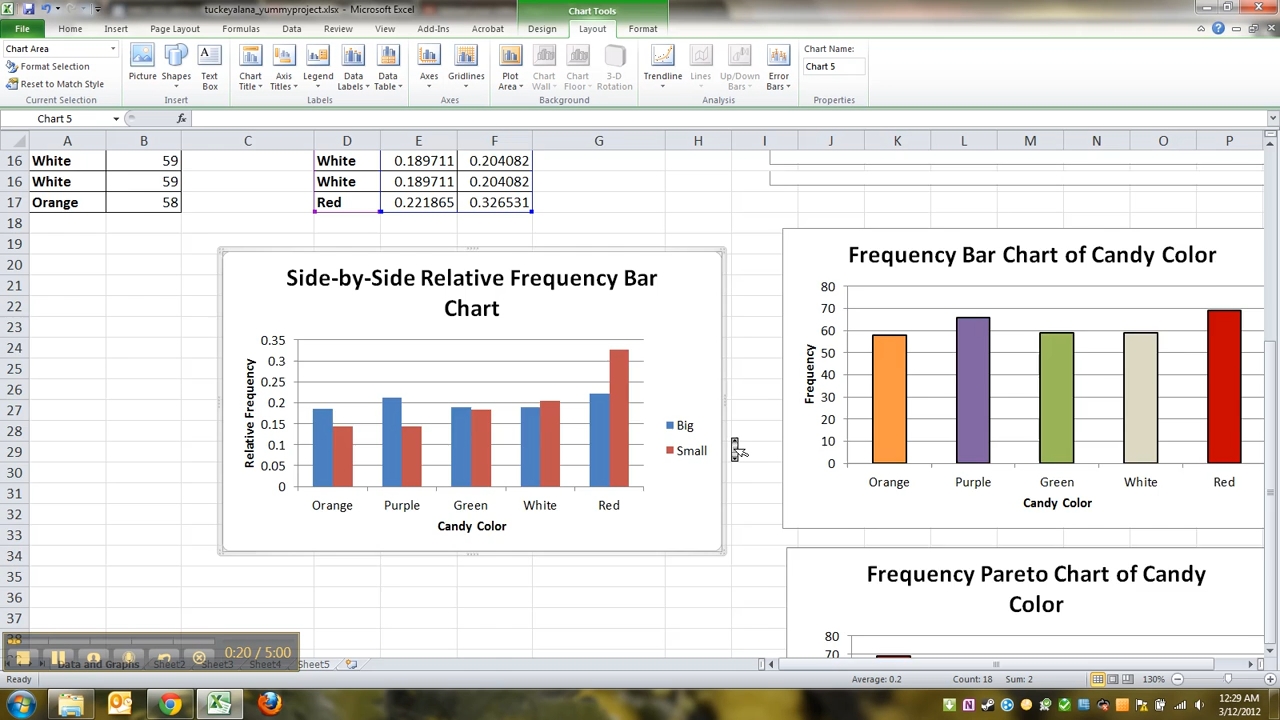 tuckeyalana_yummyproject.xlsx - Microsoft Excel
Chart Tools
File Home Insert Page Layout Formulas Data Review View Add-Ins Acrobat Design Layout Format
Chart Area
Format Selection
Reset to Match Style
Current Selection
Picture Shapes Text Box
Insert
Chart Title Axis Titles Legend Data Labels Data Table
Labels
Axes Gridlines
Axes
Plot Area Chart Wall Chart Floor 3-D Rotation
Background
Trendline Lines Up/Down Bars Error Bars
Analysis
Chart Name:
Chart 5
Properties
Chart 5 fx
A B C D E F G H I J K L M N O P
16 White 59 White 0.189711 0.204082
16 White 59 White 0.189711 0.204082
17 Orange 58 Red 0.221865 0.326531
18
19
20
21
22
23
24
25
26
27
28
29
30
31
32
33
34
35
36
37
38
Side-by-Side Relative Frequency Bar
Chart
Relative Frequency
0.35
0.3
0.25
0.2
0.15
0.1
0.05
0
Orange Purple Green White Red
Candy Color
Big
Small
Frequency Bar Chart of Candy Color
Frequency
80
70
60
50
40
30
20
10
0
Orange Purple Green White Red
Candy Color
Frequency Pareto Chart of Candy
Color
80
70
0:20 / 5:00
Data and Graphs Sheet2 Sheet3 Sheet4 Sheet5
Ready
Average: 0.2 Count: 18 Sum: 2 130%
12:29 AM
3/12/2012